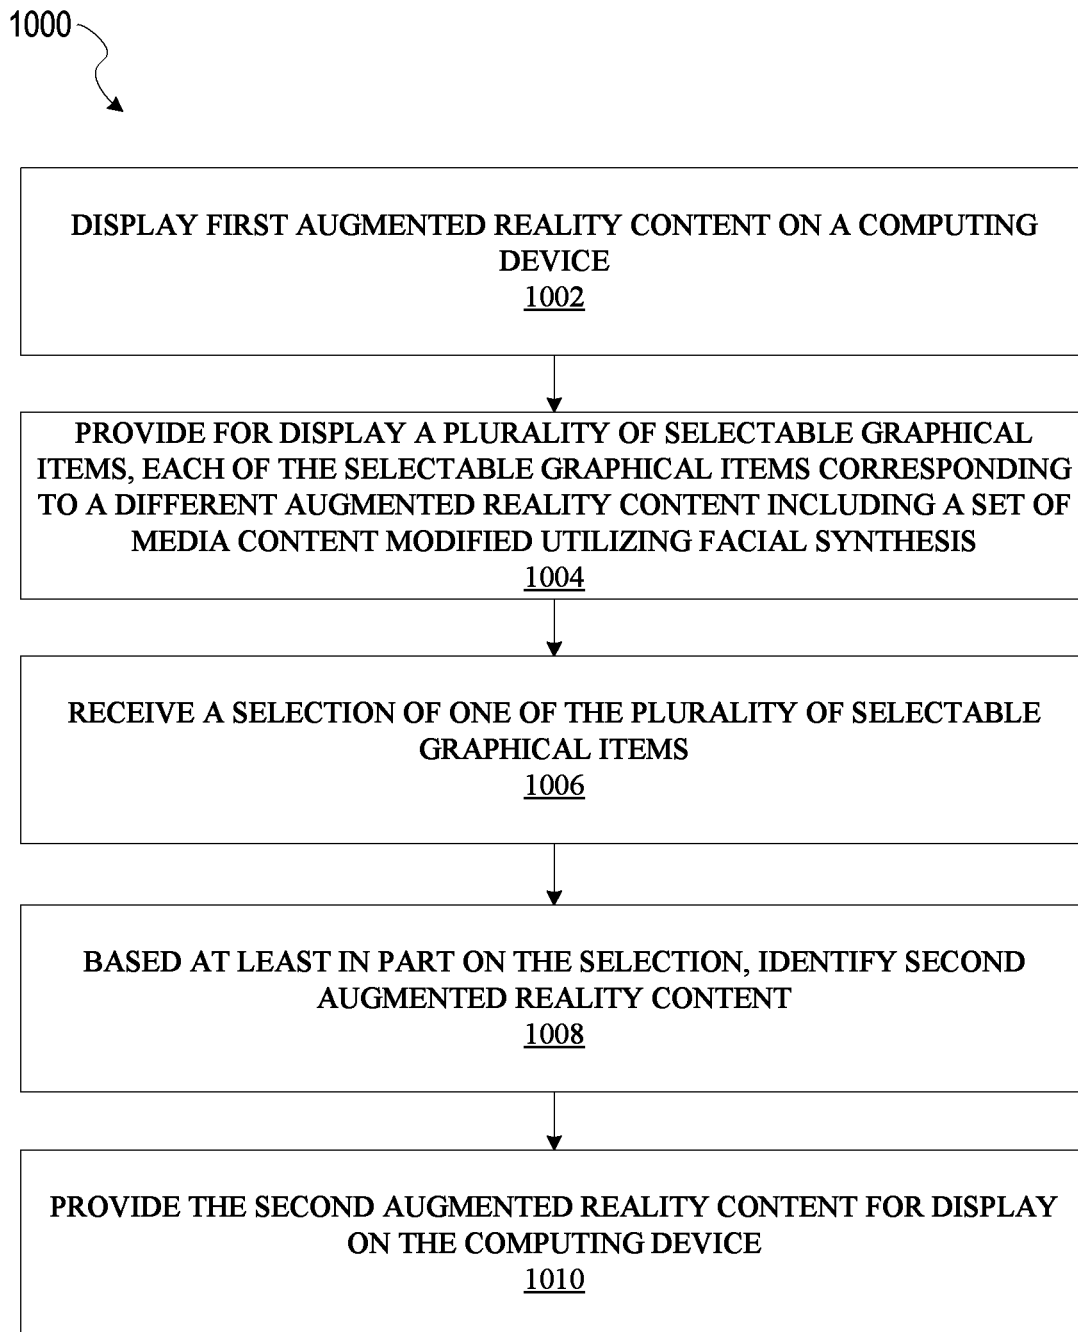 1000
DISPLAY FIRST AUGMENTED REALITY CONTENT ON A COMPUTING
DEVICE
1002
PROVIDE FOR DISPLAY A PLURALITY OF SELECTABLE GRAPHICAL
ITEMS, EACH OF THE SELECTABLE GRAPHICAL ITEMS CORRESPONDING
TO A DIFFERENT AUGMENTED REALITY CONTENT INCLUDING A SET OF
MEDIA CONTENT MODIFIED UTILIZING FACIAL SYNTHESIS
1004
RECEIVE A SELECTION OF ONE OF THE PLURALITY OF SELECTABLE
GRAPHICAL ITEMS
1006
BASED AT LEAST IN PART ON THE SELECTION, IDENTIFY SECOND
AUGMENTED REALITY CONTENT
1008
PROVIDE THE SECOND AUGMENTED REALITY CONTENT FOR DISPLAY
ON THE COMPUTING DEVICE
1010